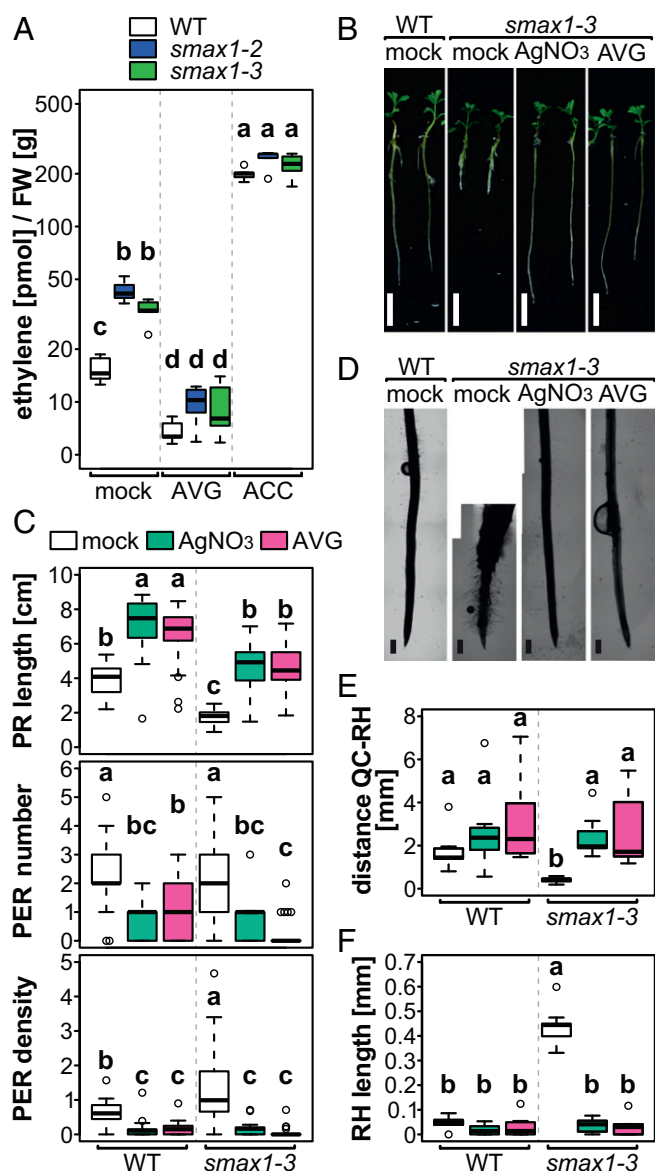 A
WT
smax1-2
smax1-3
ethylene [pmol] / FW [g]
500
200
100
50
20
10
0
c b b d d d a a a
mock AVG ACC
B
WT smax1-3
mock mock AgNO3 AVG
C
mock AgNO3 AVG
PR length [cm]
10
8
6
4
2
0
b a a c b b
PER number
6
5
4
3
2
1
0
a bc b a bc c
PER density
5
4
3
2
1
0
b c c a c c
WT smax1-3
D
WT smax1-3
mock mock AgNO3 AVG
E
distance QC-RH
[mm]
8
6
4
2
0
a a a b a a
WT smax1-3
F
RH length [mm]
0.7
0.6
0.5
0.4
0.3
0.2
0.1
0
b b b a b b
WT smax1-3